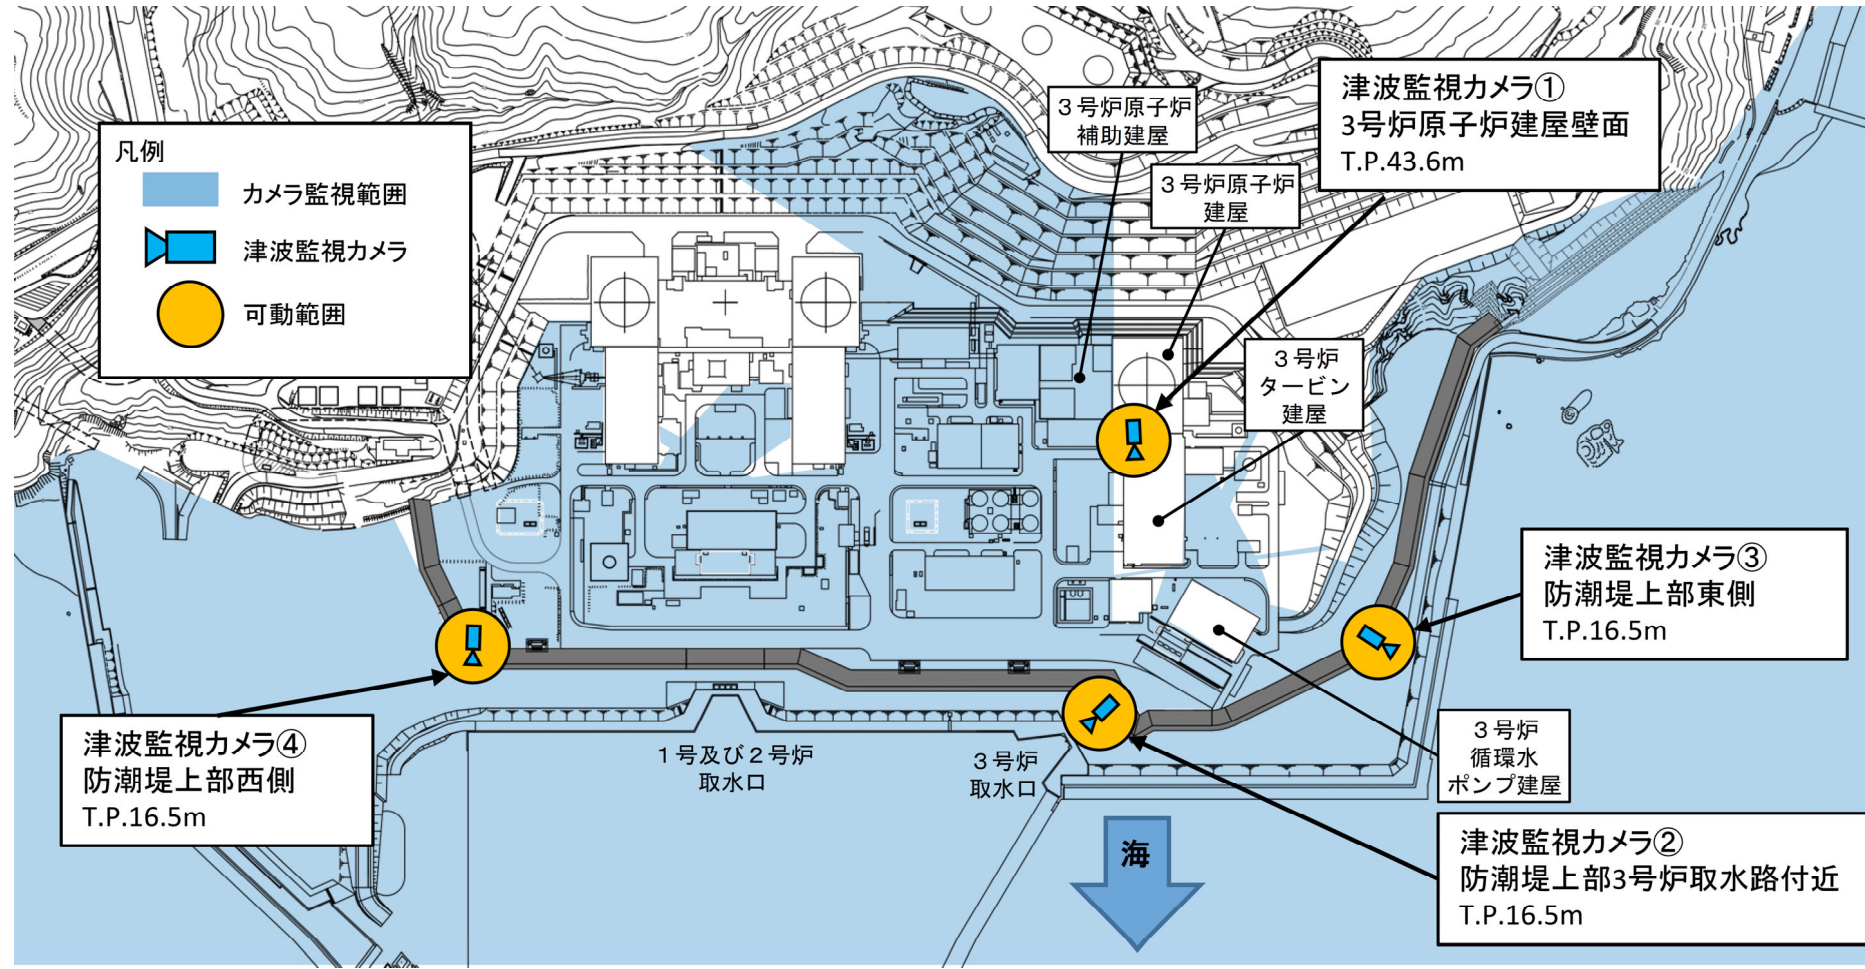 凡例
カメラ監視範囲
津波監視カメラ
可動範囲
3号炉原子炉
補助建屋
3号炉原子炉
建屋
津波監視カメラ①
3号炉原子炉建屋壁面
T.P.43.6m
3号炉
タービン
建屋
津波監視カメラ③
防潮堤上部東側
T.P.16.5m
津波監視カメラ④
防潮堤上部西側
T.P.16.5m
1号及び2号炉
取水口
3号炉
取水口
3号炉
循環水
ポンプ建屋
海
津波監視カメラ②
防潮堤上部3号炉取水路付近
T.P.16.5m